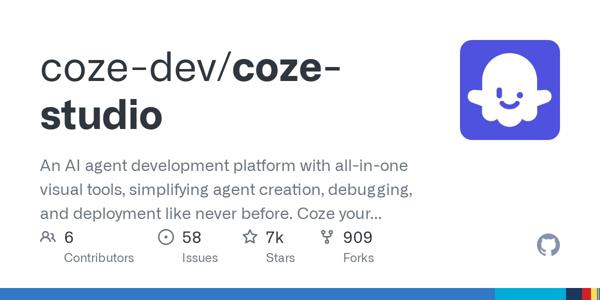 coze-dev/coze-
studio
An AI agent development platform with all-in-one
visual tools, simplifying agent creation, debugging,
and deployment like never before. Coze your...
6 58 7k 909
Contributors Issues Stars Forks